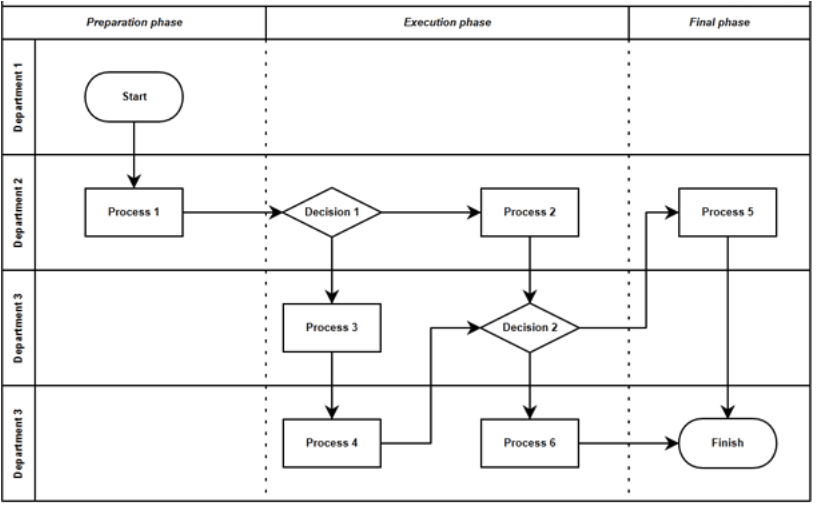 Preparation phase
Execution phase
Final phase
Department 1
Start
Department 2
Process 1
Decision 1
Process 2
Process 5
Department 3
Process 3
Decision 2
Department 3
Process 4
Process 6
Finish